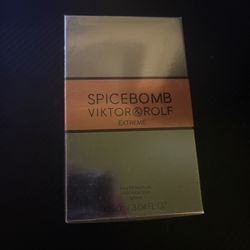 SPICEBOMB
VIKTOR&ROLF
EXTREME
EAU DE PARFUM
3.04 FL.OZ